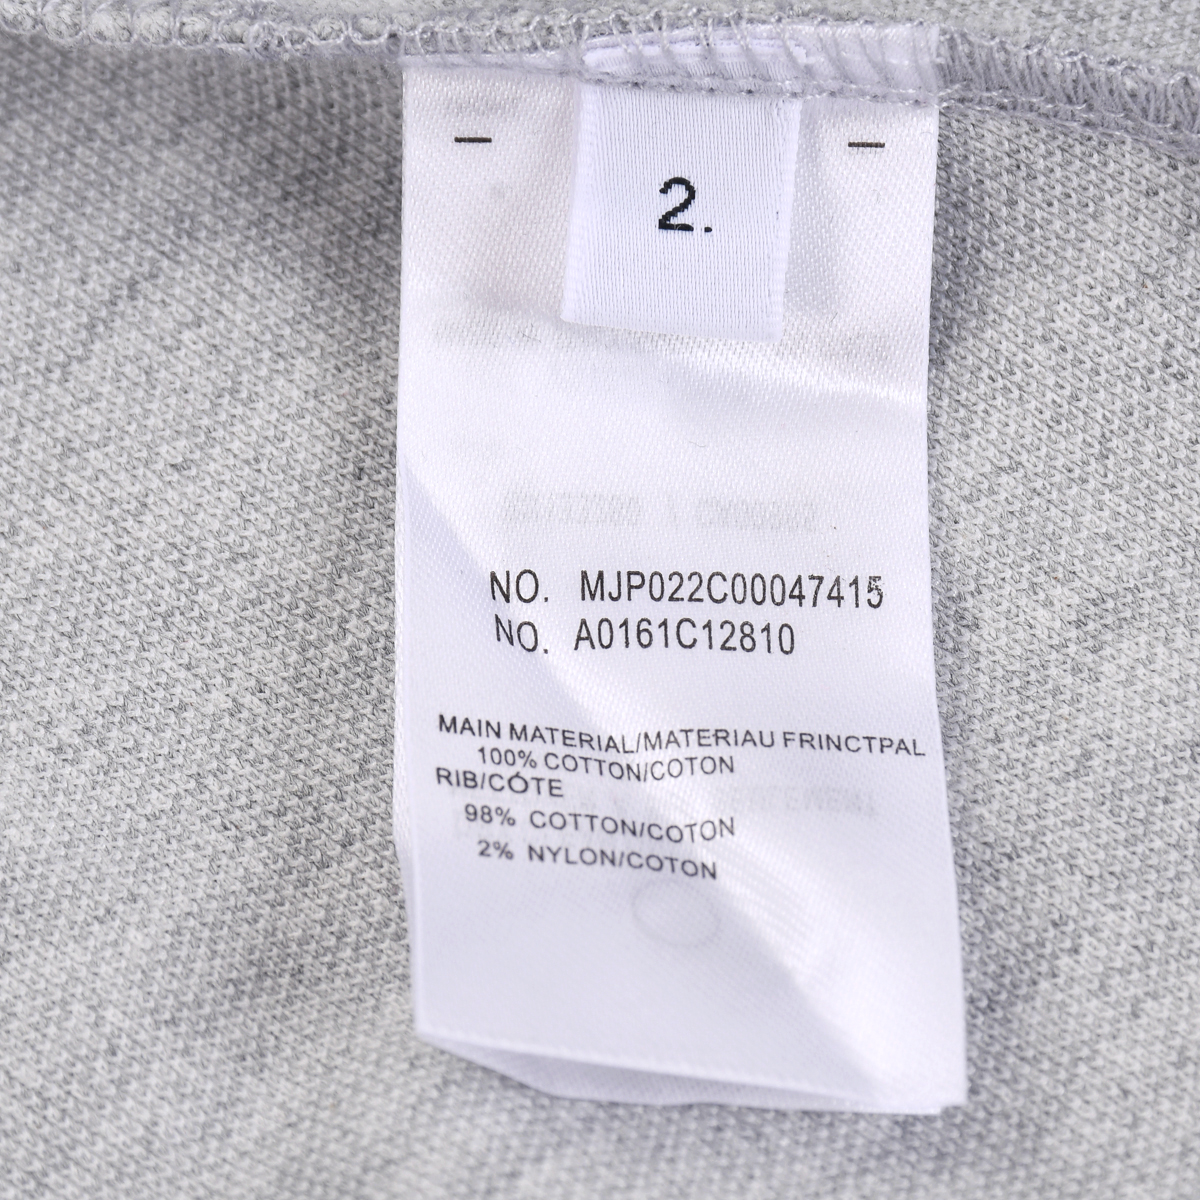 2.
NO. MJP022C00047415
NO. A0161C12810
MAIN MATERIAL/MATERIAU FRINCTPAL
100% COTTON/COTON
RIB/CÓTE
98% COTTON/COTON
2% NYLON/COTON